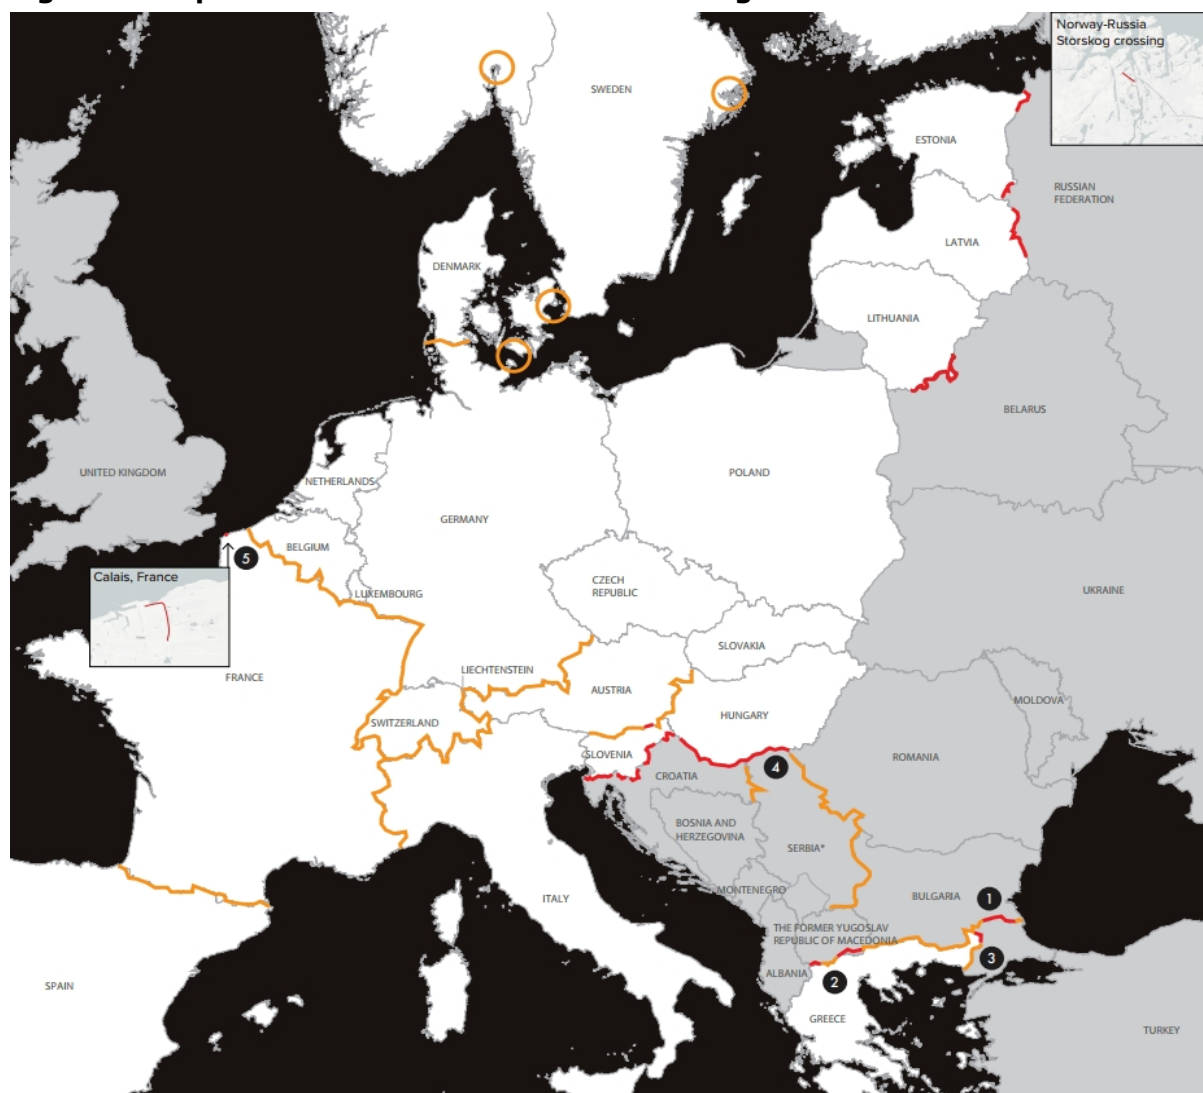 Norway-Russia
Storskog crossing
SWEDEN
ESTONIA
RUSSIAN
FEDERATION
LATVIA
DENMARK
LITHUANIA
BELARUS
UNITED KINGDOM
NETHERLANDS
POLAND
GERMANY
BELGIUM
5
Calais, France
LUXEMBOURG
CZECH
REPUBLIC
UKRAINE
SLOVAKIA
LIECHTENSTEIN
FRANCE
AUSTRIA
MOLDOVA
SWITZERLAND
HUNGARY
SLOVENIA
ROMANIA
4
CROATIA
BOSNIA AND
HERZEGOVINA
SERBIA*
MONTENEGRO
BULGARIA
1
ITALY
THE FORMER YUGOSLAV
REPUBLIC OF MACEDONIA
3
ALBANIA
2
SPAIN
GREECE
TURKEY